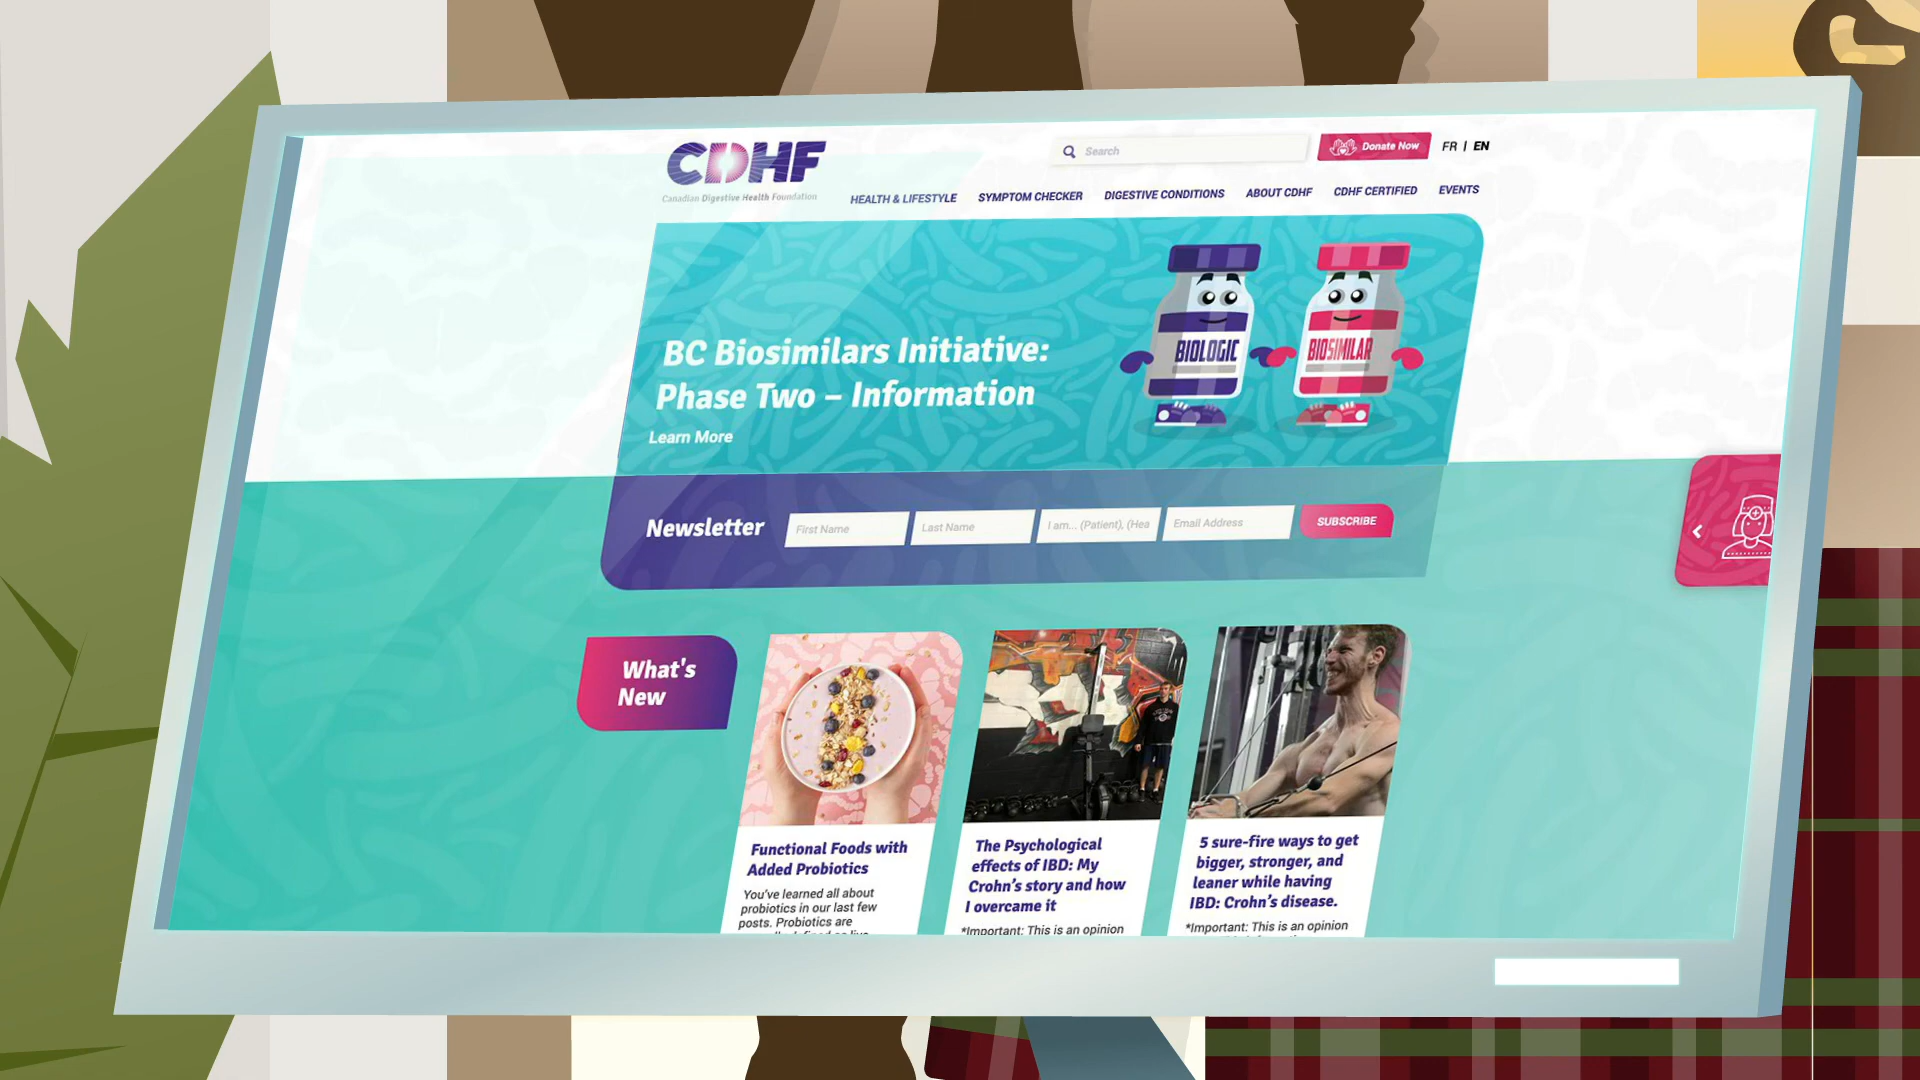 CDHF
Canadian Digestive Health Foundation
Search
Donate Now
FR | EN
HEALTH & LIFESTYLE
SYMPTOM CHECKER
DIGESTIVE CONDITIONS
ABOUT CDHF
CDHF CERTIFIED
EVENTS
BC Biosimilars Initiative:
Phase Two – Information
Learn More
BIOLOGIC
BIOSIMILAR
Newsletter
First Name
Last Name
I am... (Patient), (Hea
Email Address
SUBSCRIBE
What's
New
Functional Foods with
Added Probiotics
You've learned all about
probiotics in our last few
posts. Probiotics are
The Psychological
effects of IBD: My
Crohn's story and how
I overcame it
*Important: This is an opinion
5 sure-fire ways to get
bigger, stronger, and
leaner while having
IBD: Crohn's disease.
*Important: This is an opinion